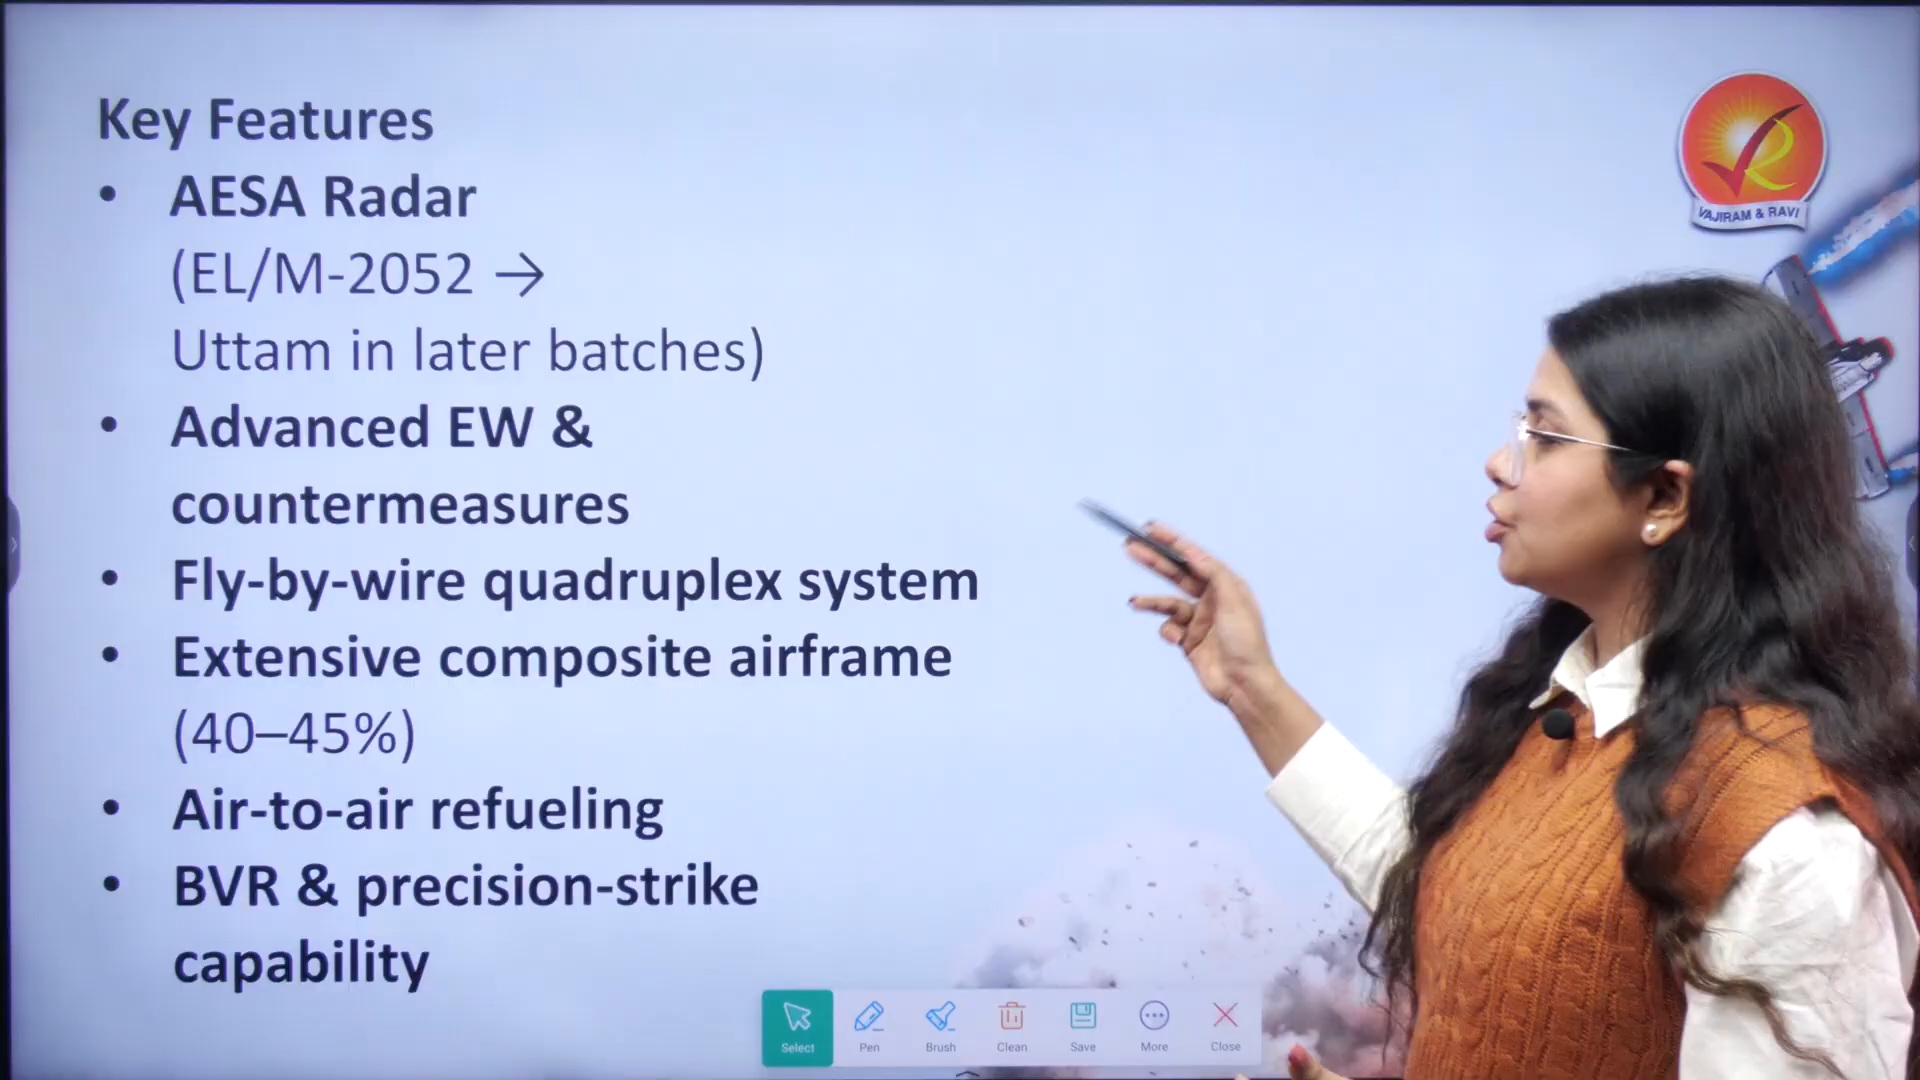 Key Features
• AESA Radar
(EL/M-2052 →
Uttam in later batches)
• Advanced EW &
countermeasures
• Fly-by-wire quadruplex system
• Extensive composite airframe
(40–45%)
• Air-to-air refueling
• BVR & precision-strike
capability
VAJIRAM & RAVI
Select Pen Brush Clean Save More Close